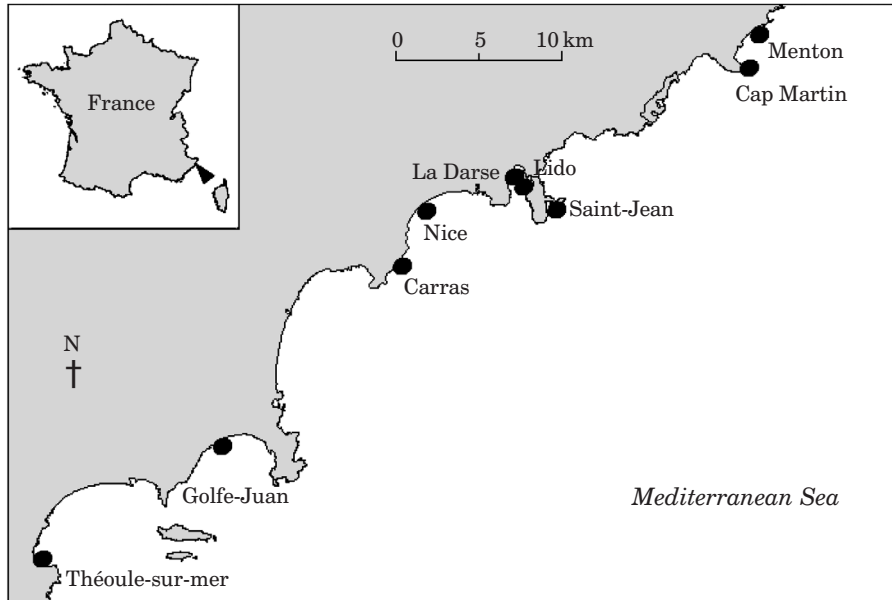 France
0 5 10 km
Menton
Cap Martin
La Darse
Lido
Saint-Jean
Nice
Carras
N
Golfe-Juan
Mediterranean Sea
Théoule-sur-mer